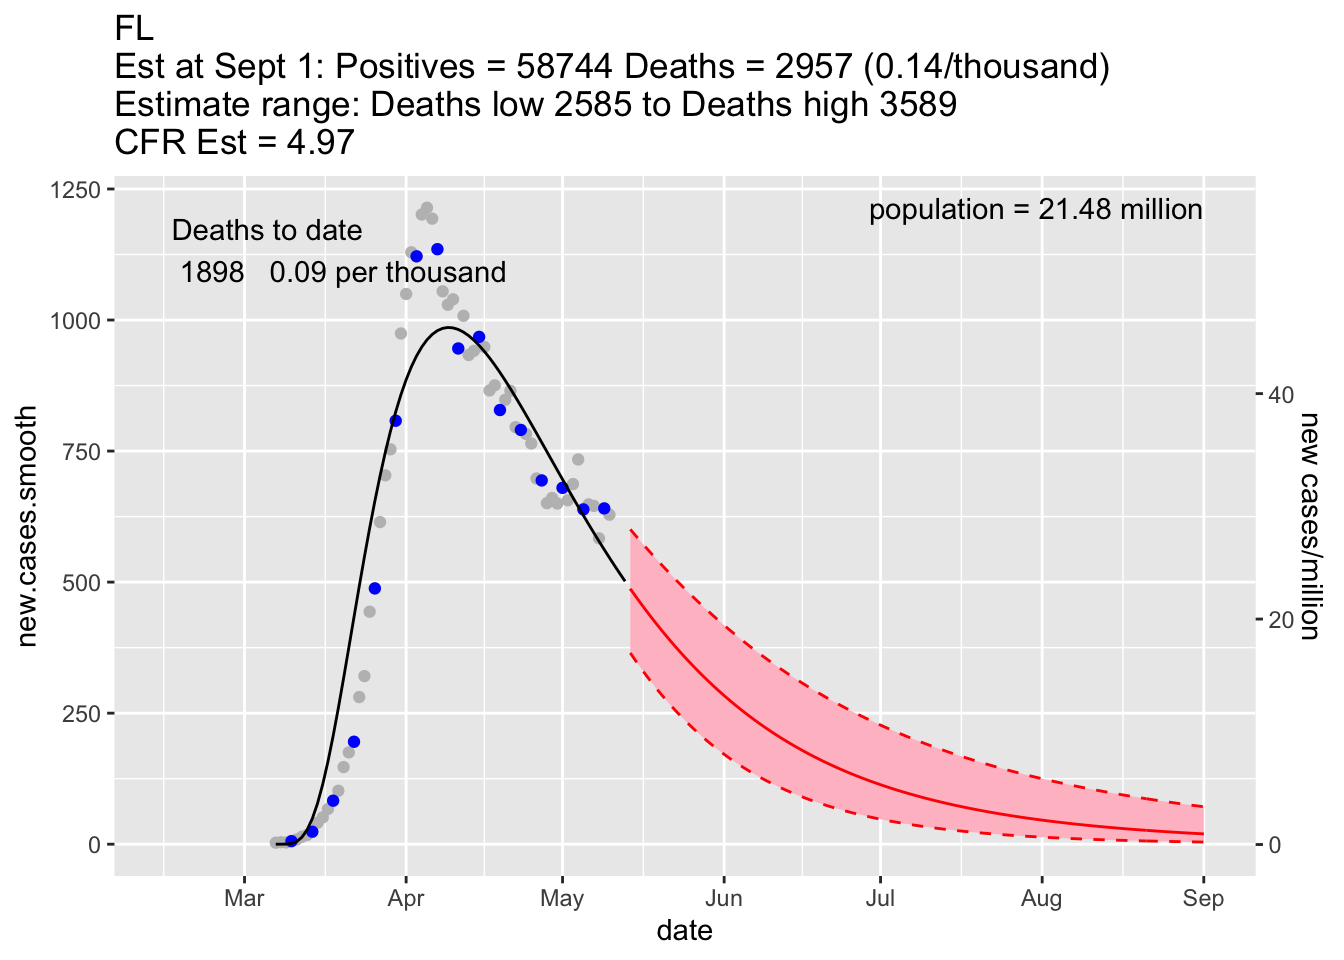 FL
Est at Sept 1: Positives = 58744 Deaths = 2957 (0.14/thousand)
Estimate range: Deaths low 2585 to Deaths high 3589
CFR Est = 4.97
Deaths to date
1898 0.09 per thousand
population = 21.48 million
new.cases.smooth
1250
1000
750
500
250
0
new cases/million
40
20
0
Mar Apr May Jun Jul Aug Sep
date